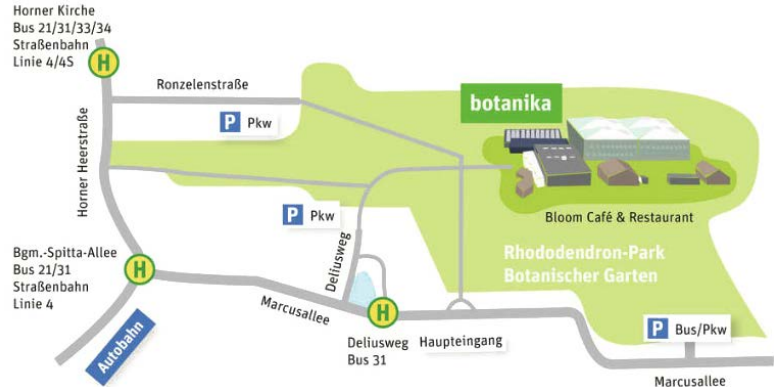 Horner Kirche
Bus 21/31/33/34
Straßenbahn
Linie 4/4S
H
Ronzelenstraße
P Pkw
botanika
Horner Heerstraße
P Pkw
Bloom Café & Restaurant
Bgm.-Spitta-Allee
Bus 21/31
Straßenbahn
Linie 4
H
Deliusweg
Rhododendron-Park
Botanischer Garten
Marcusallee
H
Autobahn
Deliusweg
Bus 31
Haupteingang
P Bus/Pkw
Marcusallee